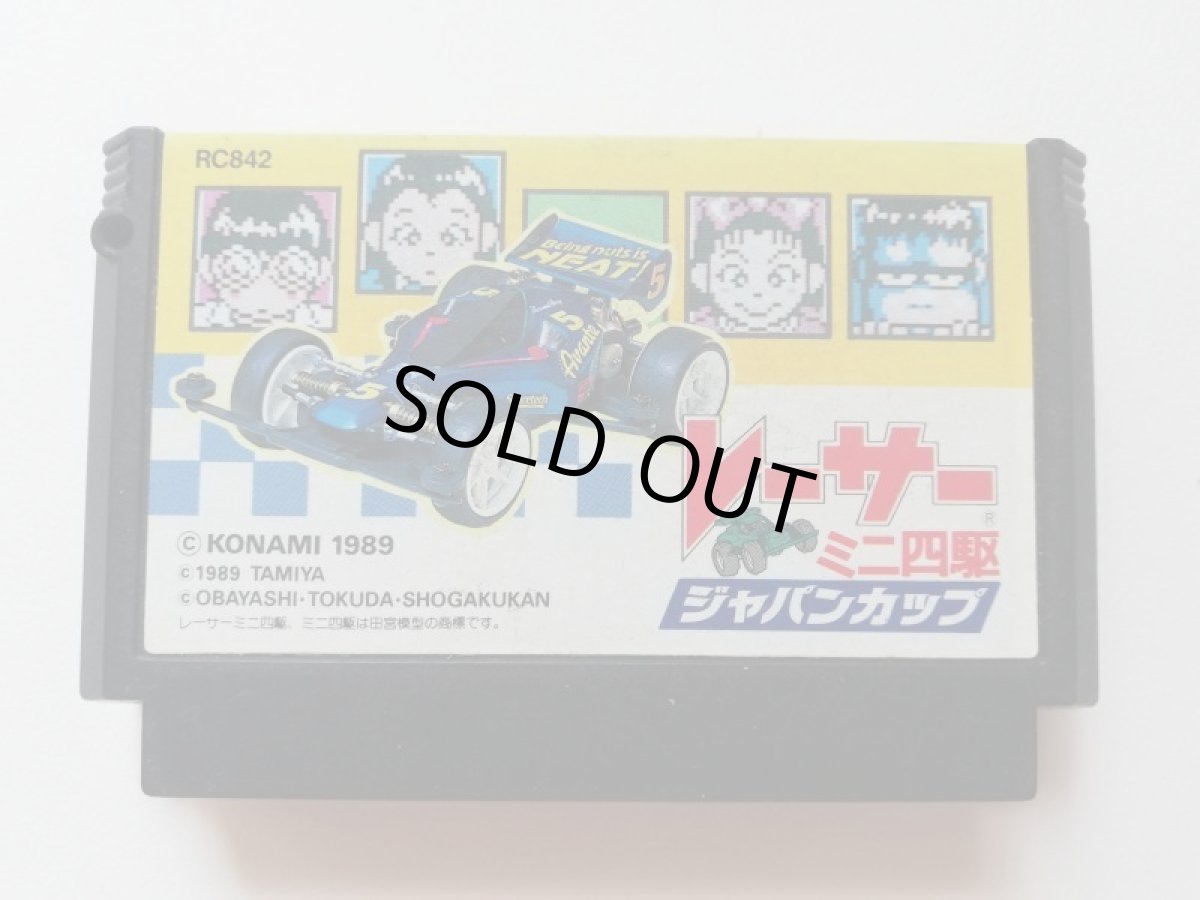 RC842
Being nuts is
NEAT!
5
5
5
Avante
SOLD OUT
レーサー®
ミニ四駆
ジャパンカップ
© KONAMI 1989
© 1989 TAMIYA
© OBAYASHI・TOKUDA・SHOGAKUKAN
レーサーミニ四駆、ミニ四駆は田宮模型の商標です。